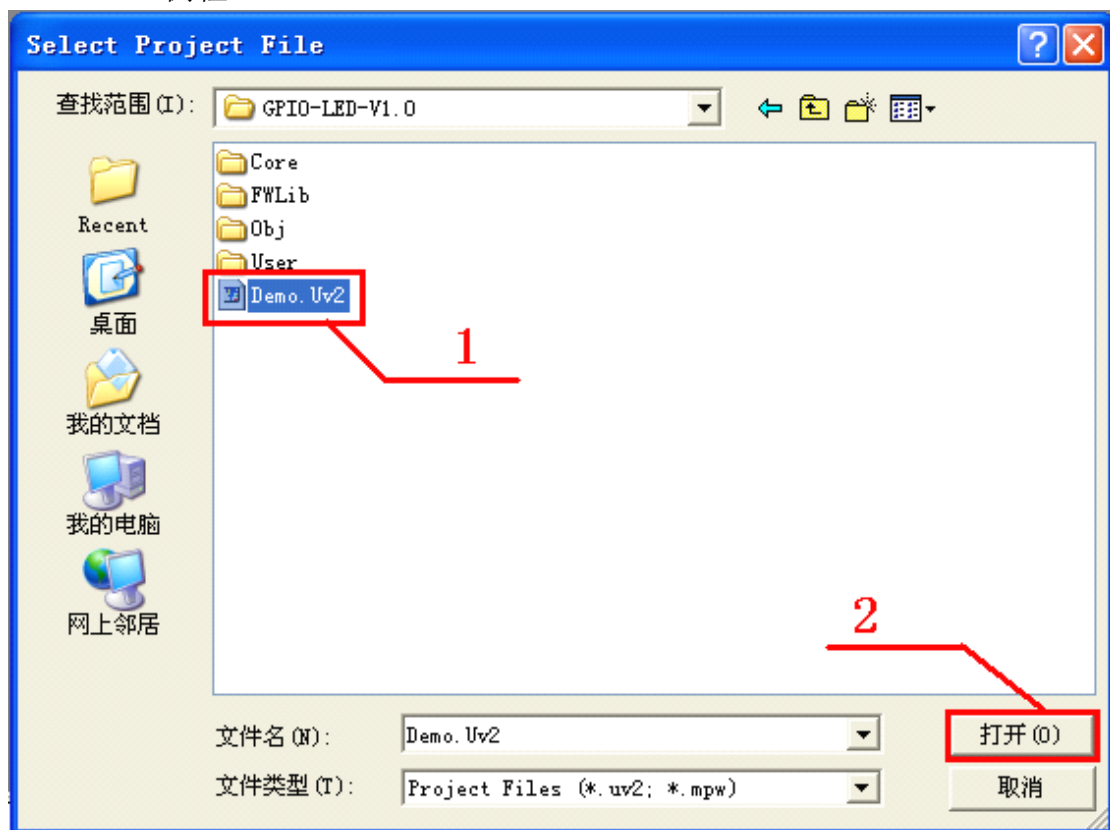 Select Project File
查找范围(I):
GPIO-LED-V1.0
Core
FWLib
Obj
User
Demo.Uv2
Recent
桌面
我的文档
我的电脑
网上邻居
1
2
文件名(N):
Demo.Uv2
打开(O)
文件类型(T):
Project Files (*.uv2; *.mpw)
取消